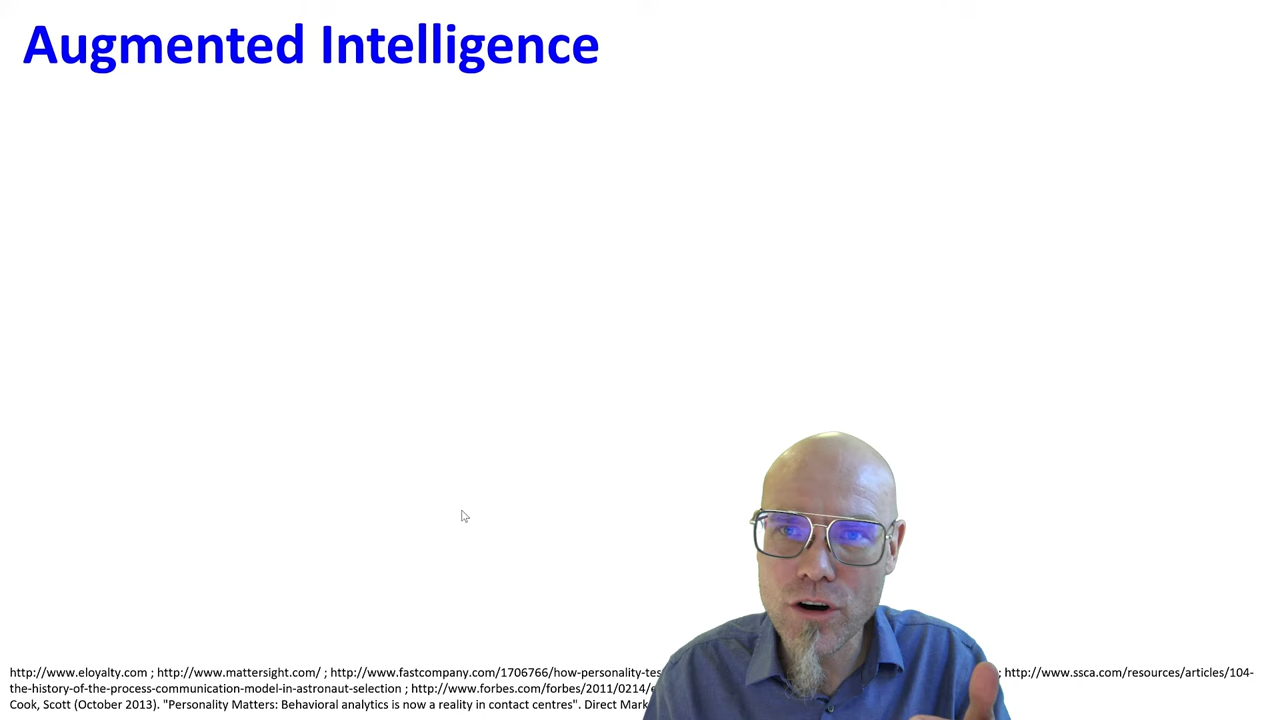 Augmented Intelligence
http://www.eloyalty.com ; http://www.mattersight.com/ ; http://www.fastcompany.com/1706766/how-personality-tes ; http://www.ssca.com/resources/articles/104-
the-history-of-the-process-communication-model-in-astronaut-selection ; http://www.forbes.com/forbes/2011/0214/
Cook, Scott (October 2013). "Personality Matters: Behavioral analytics is now a reality in contact centres". Direct Mark